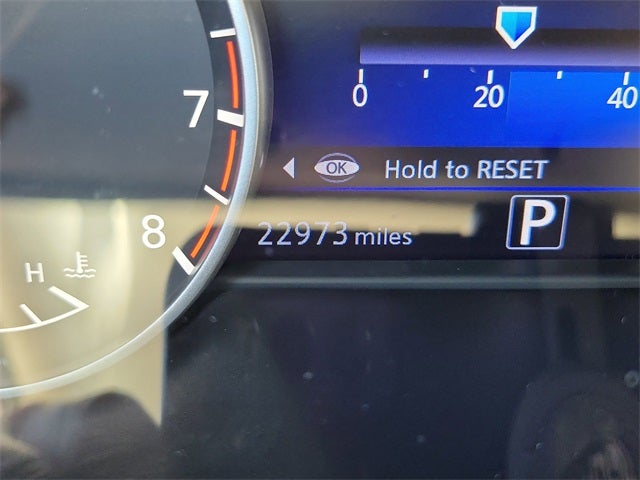 7
0 20 40
OK Hold to RESET
8 22973 miles P
H